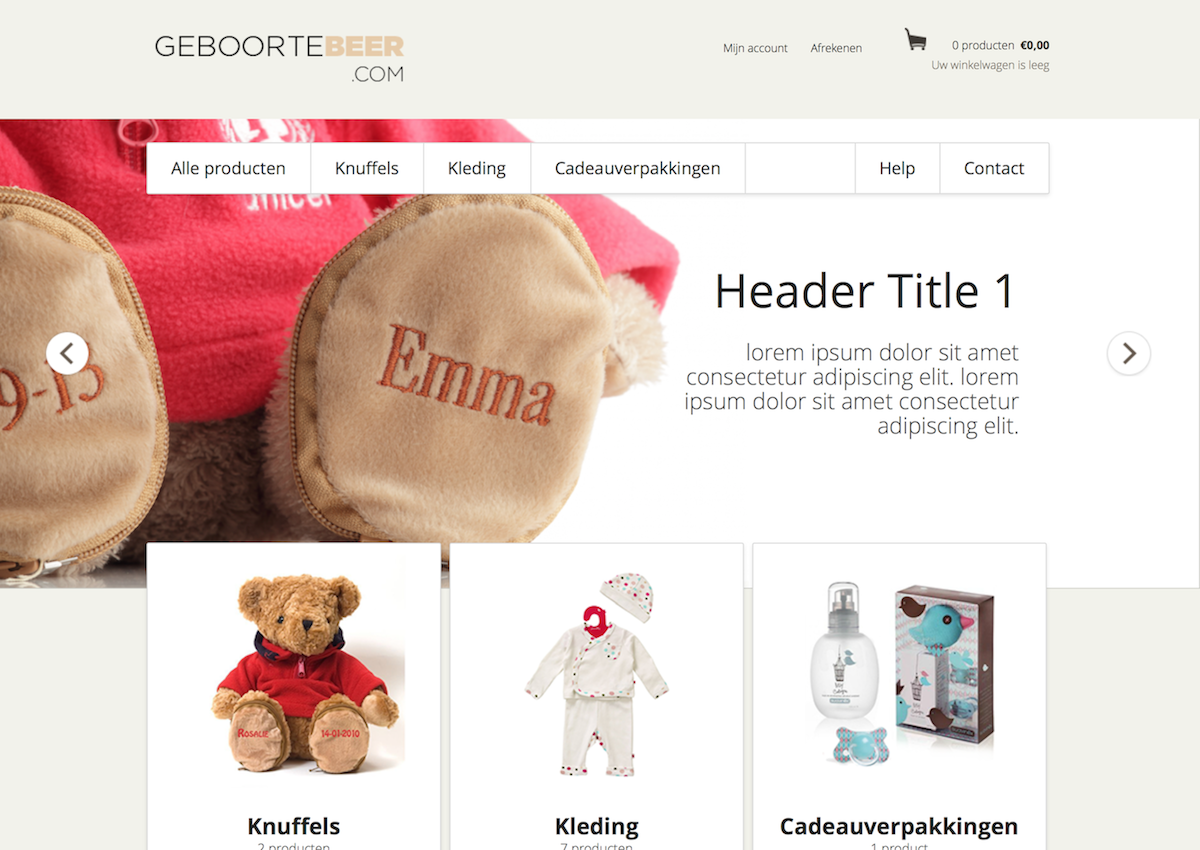 GEBOORTEBEER
.COM
Mijn account
Afrekenen
0 producten €0,00
Uw winkelwagen is leeg
Alle producten
Knuffels
Kleding
Cadeauverpakkingen
Help
Contact
Emma
Header Title 1
lorem ipsum dolor sit amet
consectetur adipiscing elit. lorem
ipsum dolor sit amet consectetur
adipiscing elit.
ROSALIE
14-01-2010
Knuffels
2 producten
Kleding
7 producten
Cadeauverpakkingen
1 product